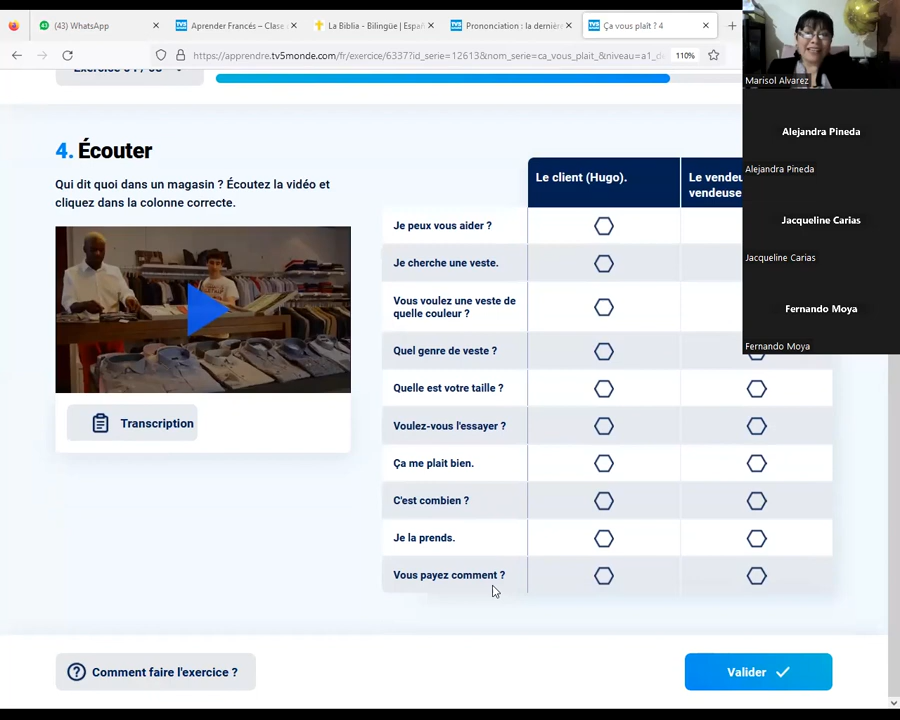 (43) WhatsApp
Aprender Francés – Clase
La Biblia - Bilingüe | Españ
Prononciation : la dernière
Ça vous plaît ? 4
https://apprendre.tv5monde.com/fr/exercice/6337?id_serie=12613&nom_serie=ca_vous_plait_&niveau=a1_de
110%
4. Écouter
Qui dit quoi dans un magasin ? Écoutez la vidéo et
cliquez dans la colonne correcte.
Transcription
Le client (Hugo).
Le vendeu
vendeuse
Je peux vous aider ?
Je cherche une veste.
Vous voulez une veste de
quelle couleur ?
Quel genre de veste ?
Quelle est votre taille ?
Voulez-vous l'essayer ?
Ça me plait bien.
C'est combien ?
Je la prends.
Vous payez comment ?
Comment faire l'exercice ?
Valider
Marisol Alvarez
Alejandra Pineda
Alejandra Pineda
Jacqueline Carias
Jacqueline Carias
Fernando Moya
Fernando Moya